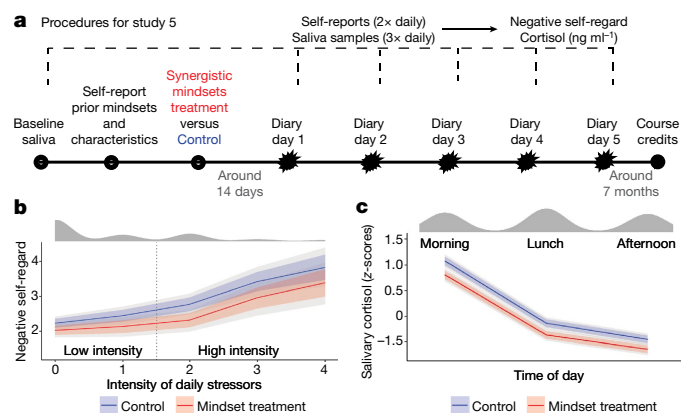 a Procedures for study 5
Self-reports (2× daily)
Saliva samples (3× daily)
Negative self-regard
Cortisol (ng ml⁻¹)
Baseline
saliva
Self-report
prior mindsets
and
characteristics
Synergistic
mindsets
treatment
versus
Control
Diary
day 1
Diary
day 2
Diary
day 3
Diary
day 4
Diary
day 5
Course
credits
Around
14 days
Around
7 months
b
Negative self-regard
4
3
2
Low intensity
High intensity
0 1 2 3 4
Intensity of daily stressors
Control Mindset treatment
c
Salivary cortisol (z-scores)
Morning Lunch Afternoon
1.5
1.0
0.5
0
−1.5
Time of day
Control Mindset treatment